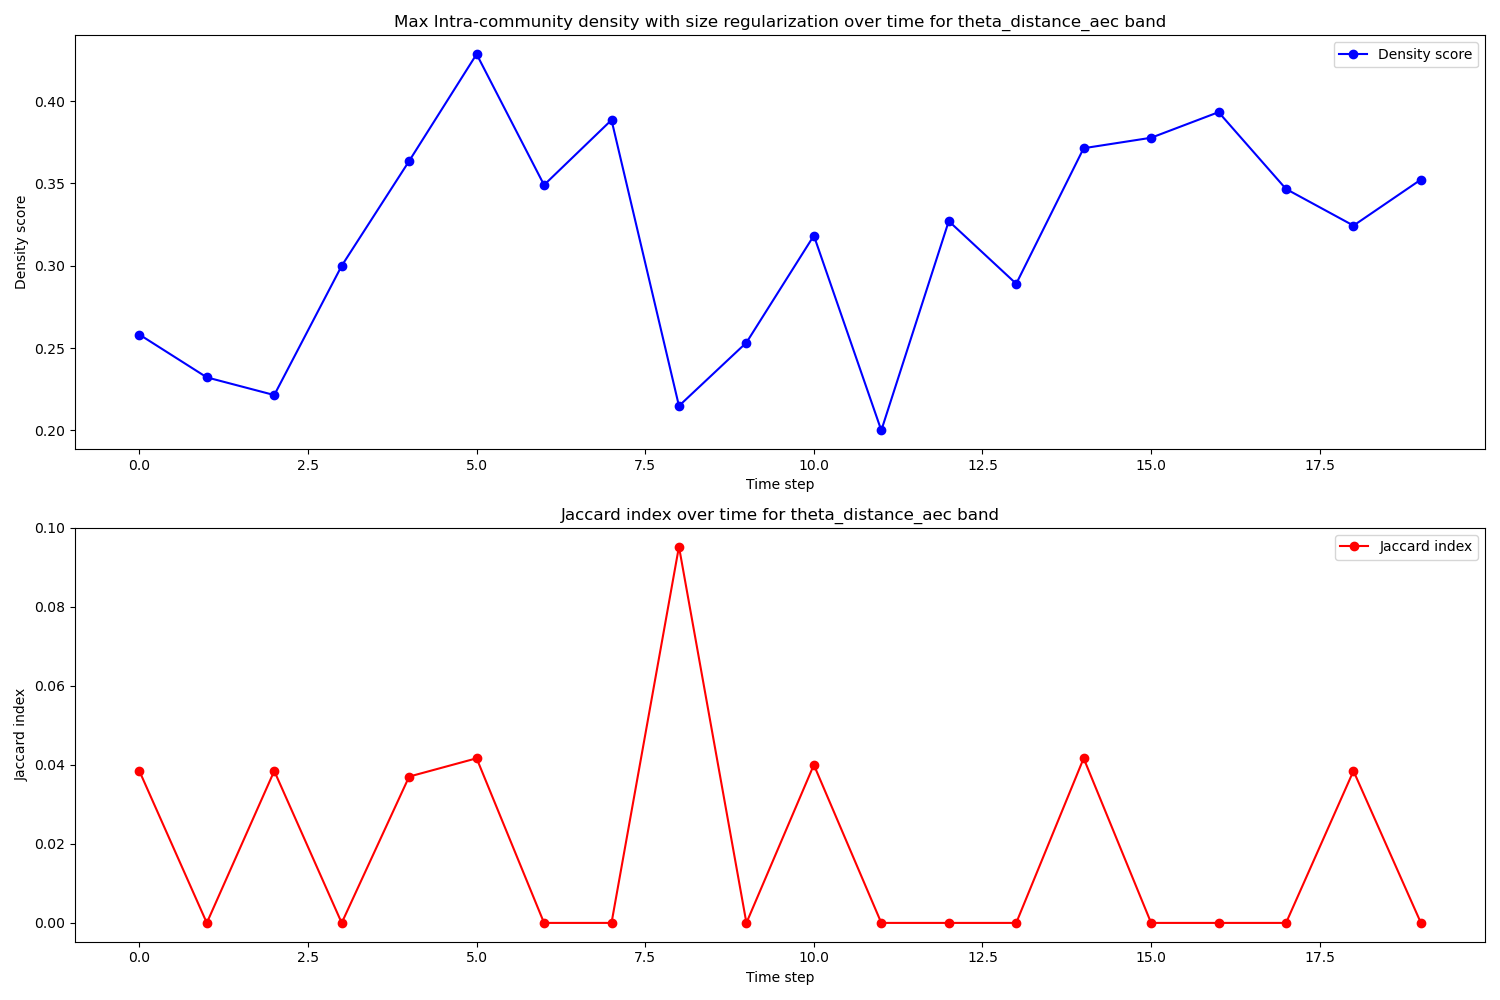 Max Intra-community density with size regularization over time for theta_distance_aec band
Density score
0.40
0.35
0.30
0.25
0.20
Density score
0.0 2.5 5.0 7.5 10.0 12.5 15.0 17.5
Time step
Jaccard index over time for theta_distance_aec band
Jaccard index
0.10
0.08
0.06
0.04
0.02
0.00
Jaccard index
0.0 2.5 5.0 7.5 10.0 12.5 15.0 17.5
Time step